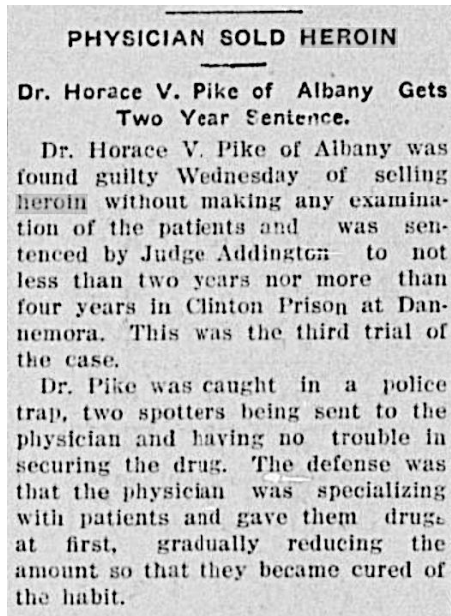 PHYSICIAN SOLD HEROIN
Dr. Horace V. Pike of Albany Gets
Two Year Sentence.
Dr. Horace V. Pike of Albany was
found guilty Wednesday of selling
heroin without making any examina-
tion of the patients and was sen-
tenced by Judge Addington to not
less than two years nor more than
four years in Clinton Prison at Dan-
nemora. This was the third trial of
the case.
Dr. Pike was caught in a police
trap, two spotters being sent to the
physician and having no trouble in
securing the drug. The defense was
that the physician was specializing
with patients and gave them drugs
at first, gradually reducing the
amount so that they became cured of
the habit.